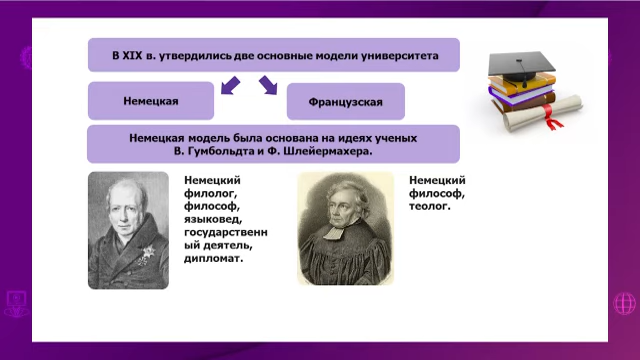 В XIX в. утвердились две основные модели университета
Немецкая
Французская
Немецкая модель была основана на идеях ученых
В. Гумбольдта и Ф. Шлейермахера.
Немецкий
филолог,
философ,
языковед,
государственн
ый деятель,
дипломат.
Немецкий
философ,
теолог.